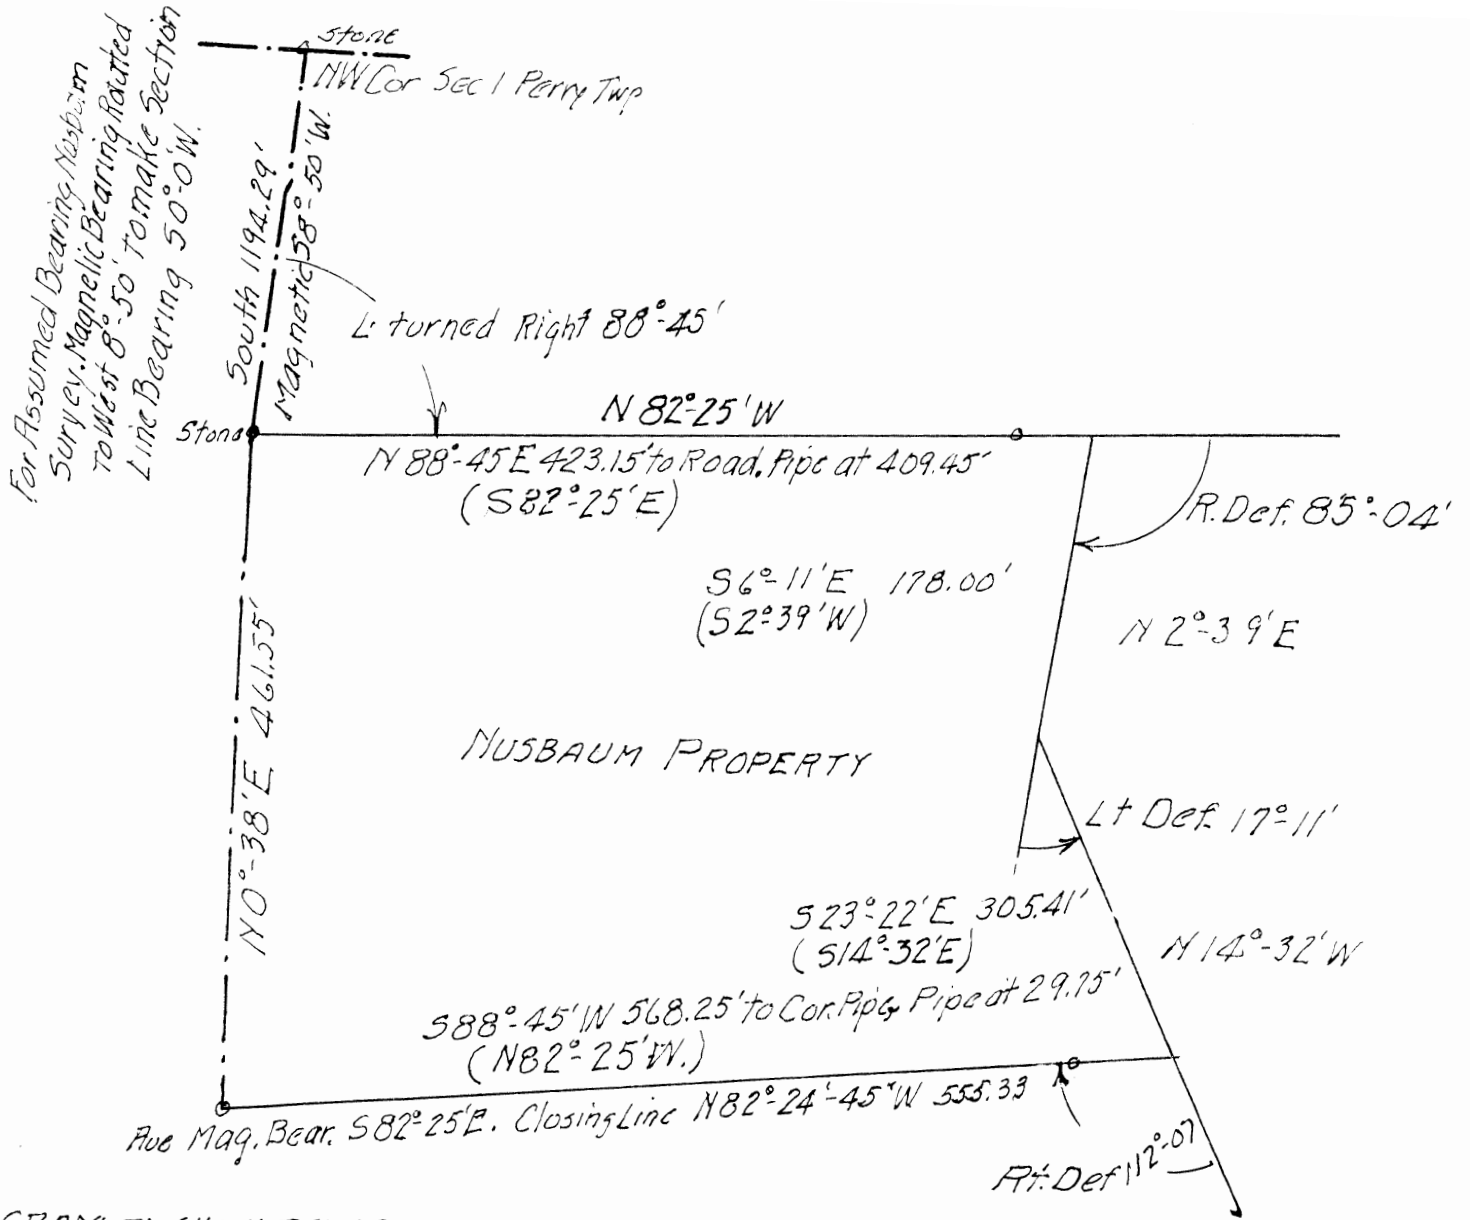 Stone
NW Cor Sec 1 Perry Twp
For Assumed Bearing Nusbaum
Survey. Magnetic Bearing Rotated
To West 8°-50' To make Section
Line Bearing S0°-0'W.
South 1194.29'
Magnetic S8°-50'W.
L turned Right 88°-45'
N 82°-25'W
Stone
N 88°-45 E 423.15' to Road. Pipe at 409.45'
(S82°-25'E)
R. Def. 85°-04'
S6°-11'E 178.00'
(S2°39'W)
N 2°-39'E
N0°-38'E 461.55'
NUSBAUM PROPERTY
Lt Def. 17°-11'
S23°-22'E 305.41'
(S14°-32'E)
N 14°-32'W
S88°-45'W 568.25' to Cor. Pipe, Pipe at 29.75'
(N82°-25'W.)
Ave Mag. Bear. S82°25'E. Closing Line N82°-24'-45"W 555.33
Rt. Def 112°-07